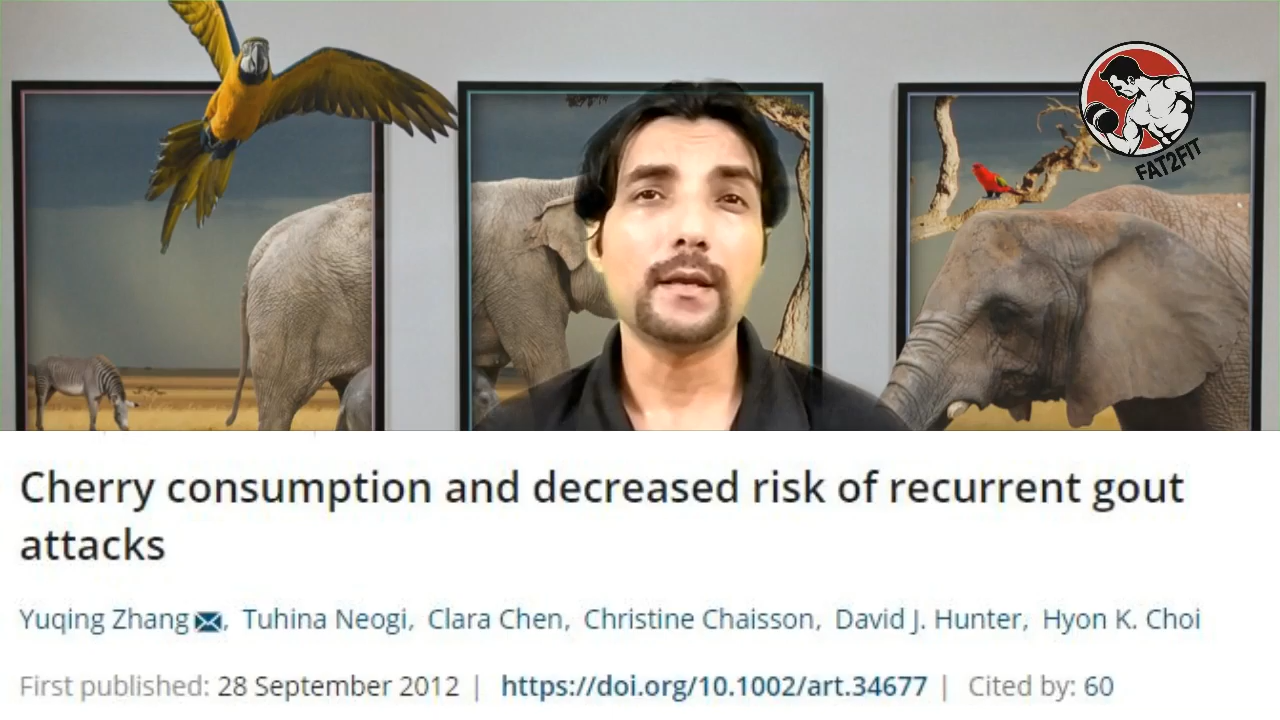 FAT2FIT
Cherry consumption and decreased risk of recurrent gout
attacks
Yuqing Zhang, Tuhina Neogi, Clara Chen, Christine Chaisson, David J. Hunter, Hyon K. Choi
First published: 28 September 2012 | https://doi.org/10.1002/art.34677 | Cited by: 60